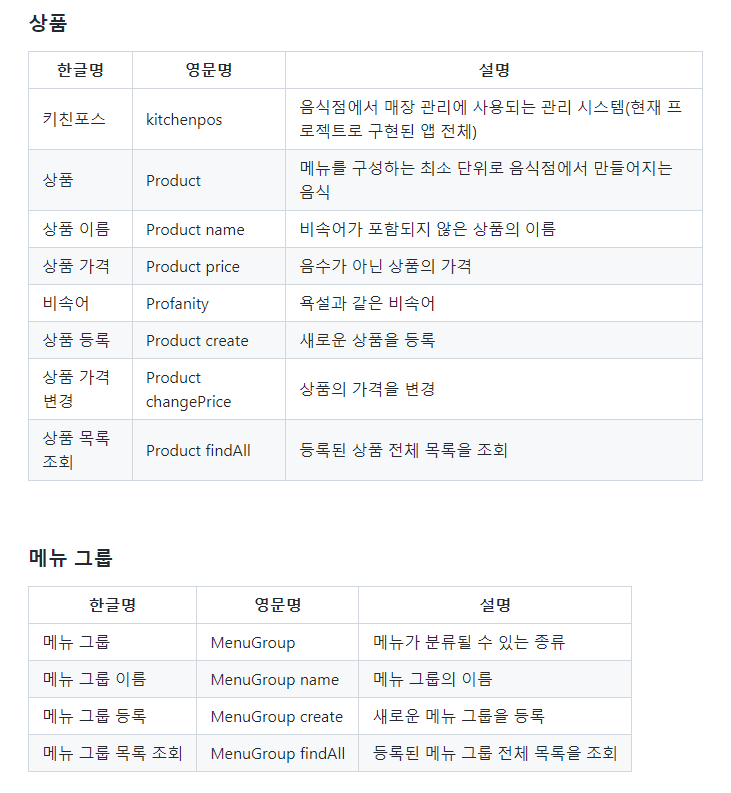 상품
한글명 영문명 설명
키친포스 kitchenpos 음식점에서 매장 관리에 사용되는 관리 시스템(현재 프
로젝트로 구현된 앱 전체)
상품 Product 메뉴를 구성하는 최소 단위로 음식점에서 만들어지는
음식
상품 이름 Product name 비속어가 포함되지 않은 상품의 이름
상품 가격 Product price 음수가 아닌 상품의 가격
비속어 Profanity 욕설과 같은 비속어
상품 등록 Product create 새로운 상품을 등록
상품 가격
변경 Product
changePrice 상품의 가격을 변경
상품 목록
조회 Product findAll 등록된 상품 전체 목록을 조회
메뉴 그룹
한글명 영문명 설명
메뉴 그룹 MenuGroup 메뉴가 분류될 수 있는 종류
메뉴 그룹 이름 MenuGroup name 메뉴 그룹의 이름
메뉴 그룹 등록 MenuGroup create 새로운 메뉴 그룹을 등록
메뉴 그룹 목록 조회 MenuGroup findAll 등록된 메뉴 그룹 전체 목록을 조회